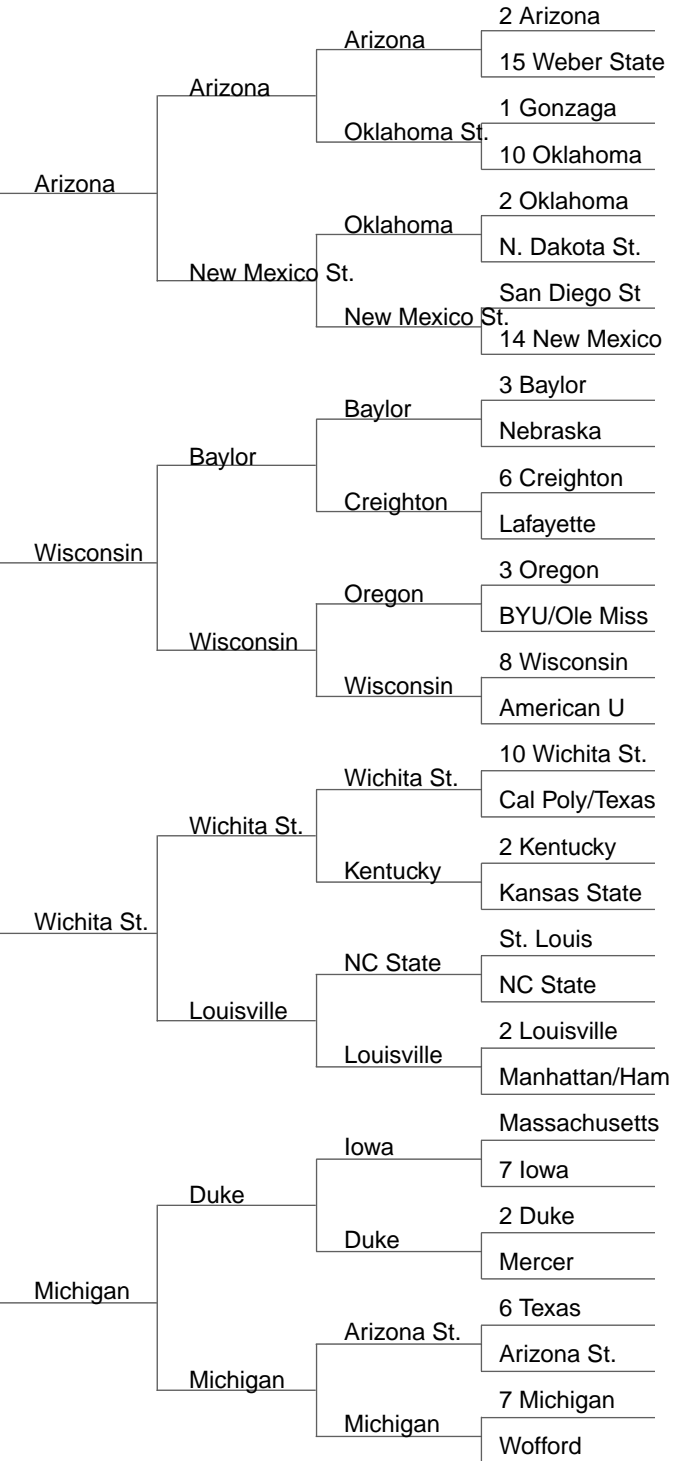 2 Arizona
Arizona
15 Weber State
Arizona
1 Gonzaga
Oklahoma St.
10 Oklahoma
Arizona
2 Oklahoma
Oklahoma
N. Dakota St.
New Mexico St.
San Diego St
New Mexico St.
14 New Mexico
3 Baylor
Baylor
Nebraska
Baylor
6 Creighton
Creighton
Lafayette
Wisconsin
3 Oregon
Oregon
BYU/Ole Miss
Wisconsin
8 Wisconsin
Wisconsin
American U
10 Wichita St.
Wichita St.
Cal Poly/Texas
Wichita St.
2 Kentucky
Kentucky
Kansas State
Wichita St.
St. Louis
NC State
NC State
Louisville
2 Louisville
Louisville
Manhattan/Ham
Massachusetts
Iowa
7 Iowa
Duke
2 Duke
Duke
Mercer
Michigan
6 Texas
Arizona St.
Arizona St.
Michigan
7 Michigan
Michigan
Wofford